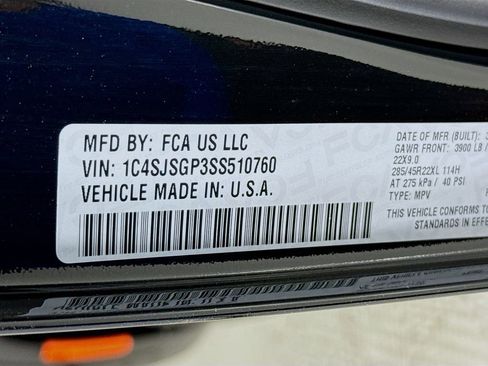 MFD BY: FCA US LLC
VIN: 1C4SJSGP3SS510760
VEHICLE MADE IN: U.S.A.
DATE OF MFR (BUILT):
GAWR FRONT: 3900 LB /
22X9.0
285/45R22XL 114H
AT 275 kPa / 40 PSI
TYPE: MPV
THIS VEHICLE CONFORMS TO
STANDARDS IN EFFE